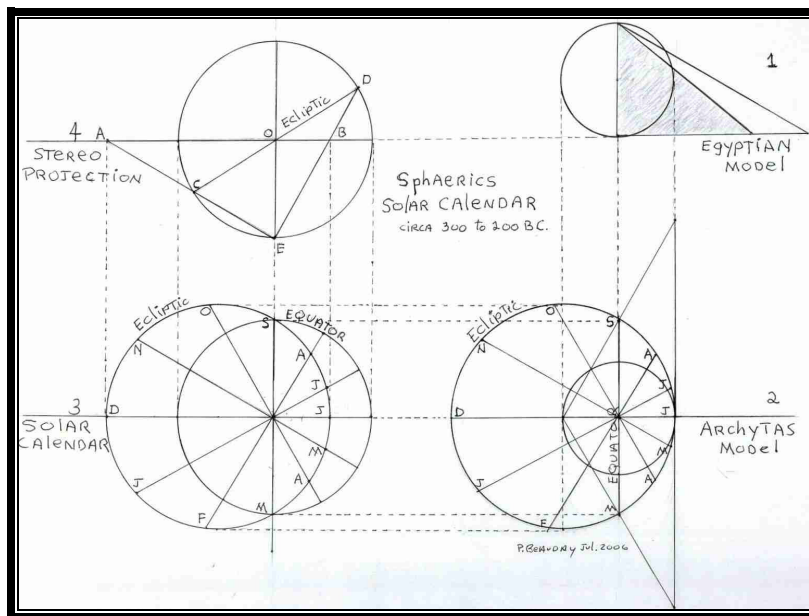 1
EGYPTIAN
MODEL
4
STEREO
PROJECTION
A
O
ECLIPTIC
D
B
C
E
SPHAERICS
SOLAR CALENDAR
CIRCA 300 to 200 BC.
3
SOLAR
CALENDAR
ECLIPTIC
EQUATOR
O
S
N
A
J
D
J
M
J
A
F
M
2
ARCHYTAS
MODEL
ECLIPTIC
EQUATOR
O
S
N
A
J
D
J
M
J
A
F
M
P. BEAUDRY JUL. 2006